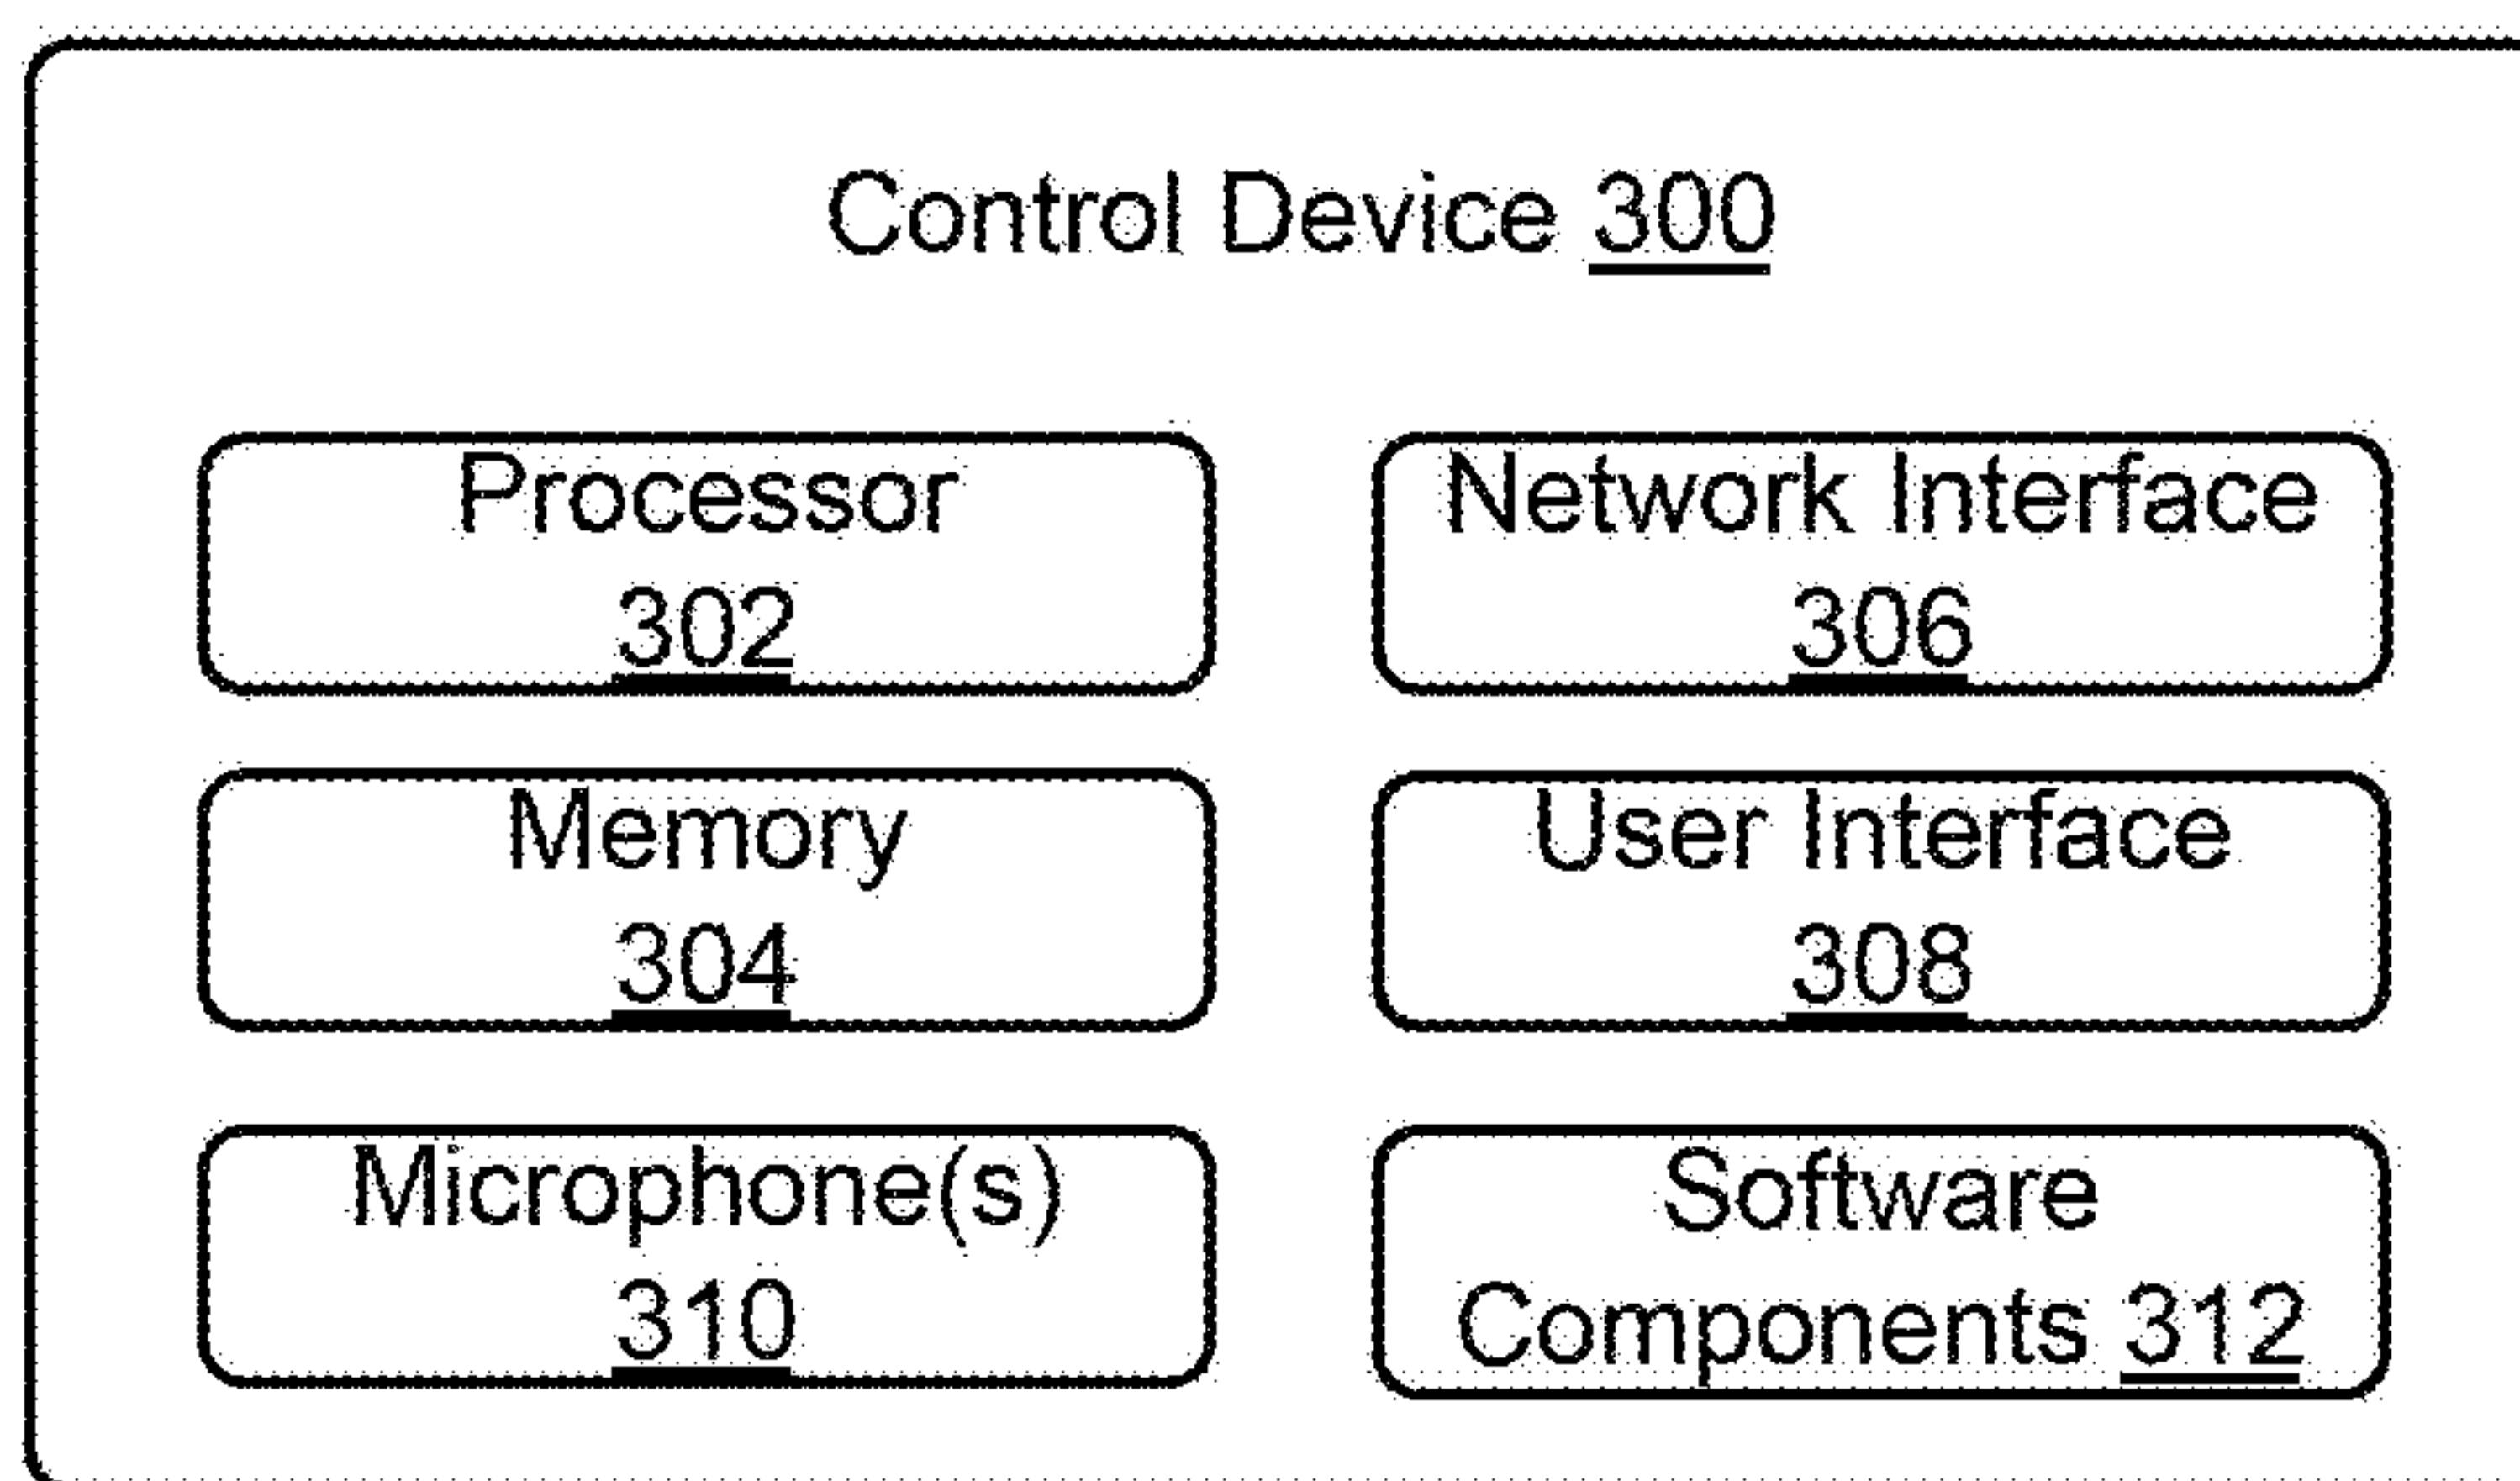 Control Device 300
Processor
302
Network Interface
306
Memory
304
User Interface
308
Microphone(s)
310
Software
Components 312